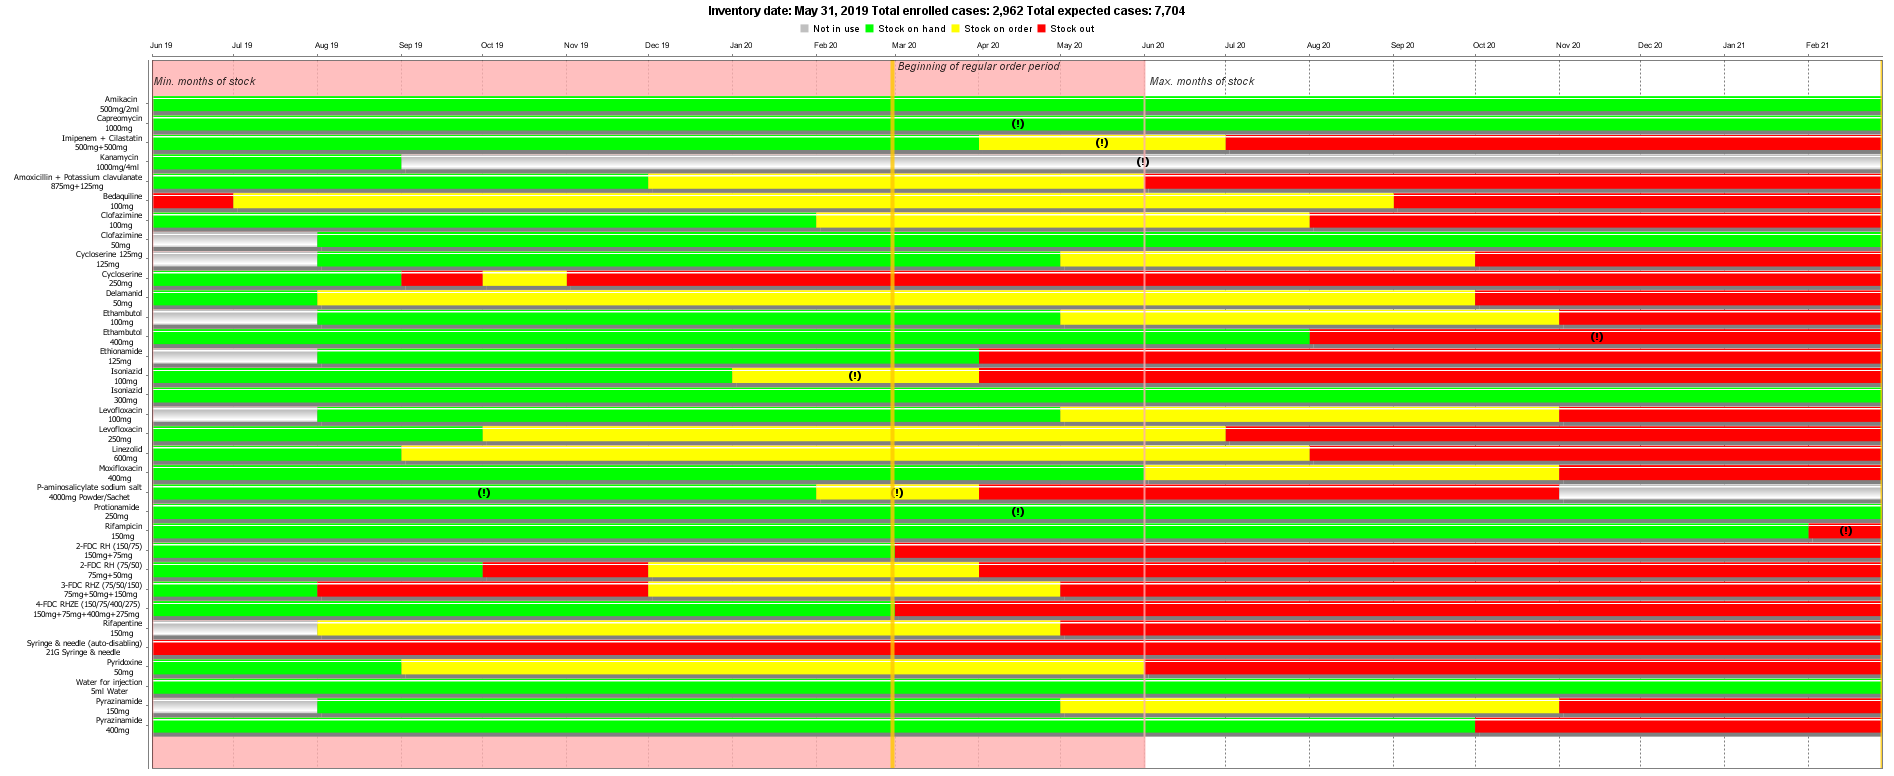 Inventory date: May 31, 2019 Total enrolled cases: 2,962 Total expected cases: 7,704
Not in use Stock on hand Stock on order Stock out
Jun 19 Jul 19 Aug 19 Sep 19 Oct 19 Nov 19 Dec 19 Jan 20 Feb 20 Mar 20 Apr 20 May 20 Jun 20 Jul 20 Aug 20 Sep 20 Oct 20 Nov 20 Dec 20 Jan 21 Feb 21
Beginning of regular order period
Min. months of stock Max. months of stock
Amikacin
500mg/2ml
Capreomycin
1000mg
(!)
Imipenem + Cilastatin
500mg+500mg
(!)
Kanamycin
1000mg/4ml
(!)
Amoxicillin + Potassium clavulanate
875mg+125mg
Bedaquiline
100mg
Clofazimine
100mg
Clofazimine
50mg
Cycloserine 125mg
125mg
Cycloserine
250mg
Delamanid
50mg
Ethambutol
100mg
Ethambutol
400mg
(!)
Ethionamide
125mg
Isoniazid
100mg
(!)
Isoniazid
300mg
Levofloxacin
100mg
Levofloxacin
250mg
Linezolid
600mg
Moxifloxacin
400mg
P-aminosalicylate sodium salt
4000mg Powder/Sachet
(!) (!)
Protionamide
250mg
(!)
Rifampicin
150mg
(!)
2-FDC RH (150/75)
150mg+75mg
2-FDC RH (75/50)
75mg+50mg
3-FDC RHZ (75/50/150)
75mg+50mg+150mg
4-FDC RHZE (150/75/400/275)
150mg+75mg+400mg+275mg
Rifapentine
150mg
Syringe & needle (auto-disabling)
21G Syringe & needle
Pyridoxine
50mg
Water for injection
5ml Water
Pyrazinamide
150mg
Pyrazinamide
400mg